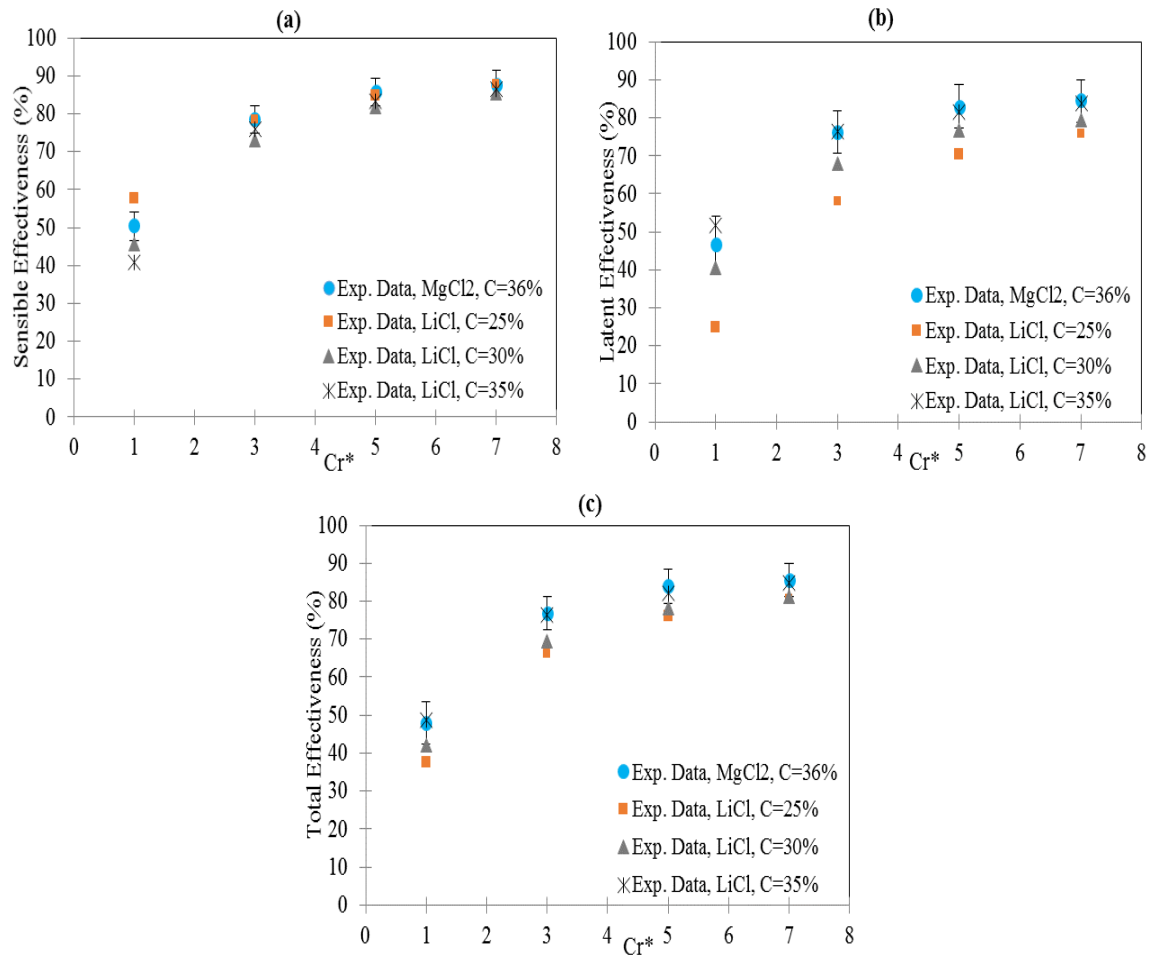 (a)
100
90
80
70
60
50
40
30
20
10
0
Sensible Effectiveness (%)
Exp. Data, MgCl2, C=36%
Exp. Data, LiCl, C=25%
Exp. Data, LiCl, C=30%
Exp. Data, LiCl, C=35%
0 1 2 3 4 5 6 7 8
Cr*
(b)
100
90
80
70
60
50
40
30
20
10
0
Latent Effectiveness (%)
Exp. Data, MgCl2, C=36%
Exp. Data, LiCl, C=25%
Exp. Data, LiCl, C=30%
Exp. Data, LiCl, C=35%
0 1 2 3 4 5 6 7 8
Cr*
(c)
100
90
80
70
60
50
40
30
20
10
0
Total Effectiveness (%)
Exp. Data, MgCl2, C=36%
Exp. Data, LiCl, C=25%
Exp. Data, LiCl, C=30%
Exp. Data, LiCl, C=35%
0 1 2 3 4 5 6 7 8
Cr*